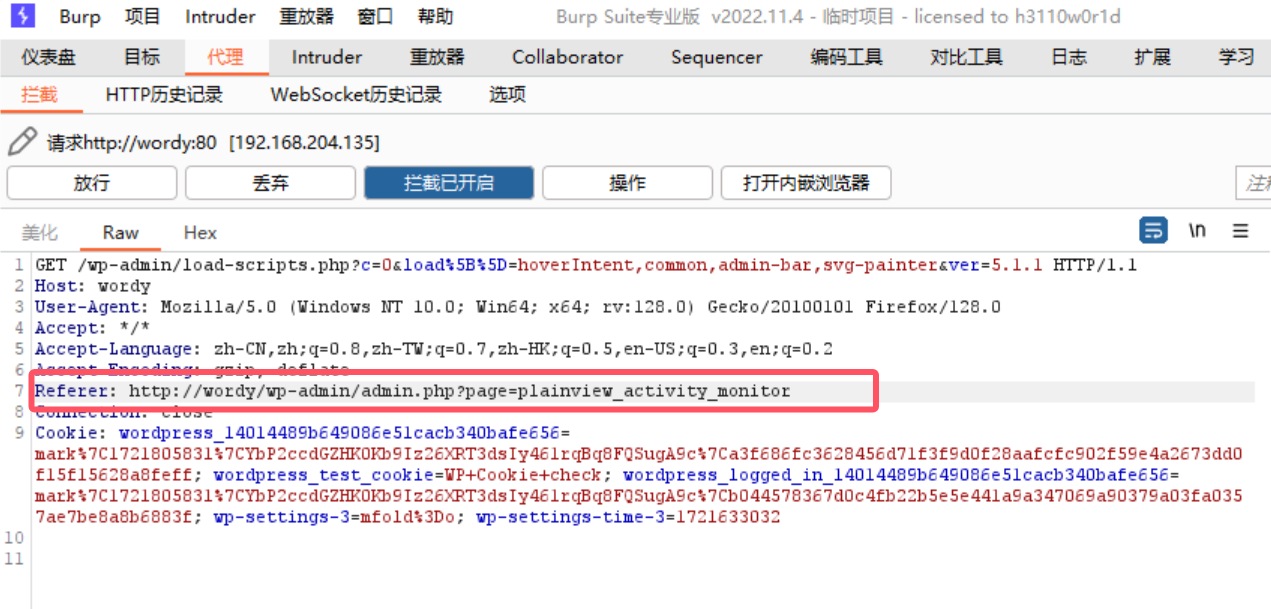 Burp 项目 Intruder 重放器 窗口 帮助 Burp Suite专业版 v2022.11.4 - 临时项目 - licensed to h3110w0r1d
仪表盘 目标 代理 Intruder 重放器 Collaborator Sequencer 编码工具 对比工具 日志 扩展 学习
拦截 HTTP历史记录 WebSocket历史记录 选项
请求http://wordy:80 [192.168.204.135]
放行 丢弃 拦截已开启 操作 打开内嵌浏览器 注释
美化 Raw Hex \n
1 GET /wp-admin/load-scripts.php?c=0&load%5B%5D=hoverIntent,common,admin-bar,svg-painter&ver=5.1.1 HTTP/1.1
2 Host: wordy
3 User-Agent: Mozilla/5.0 (Windows NT 10.0; Win64; x64; rv:128.0) Gecko/20100101 Firefox/128.0
4 Accept: */*
5 Accept-Language: zh-CN,zh;q=0.8,zh-TW;q=0.7,zh-HK;q=0.5,en-US;q=0.3,en;q=0.2
6 Accept-Encoding: gzip, deflate
7 Referer: http://wordy/wp-admin/admin.php?page=plainview_activity_monitor
8 Connection: close
9 Cookie: wordpress_14014489b649086e51cacb340bafe656=
mark%7C1721805831%7CYbP2ccdGZHKOKb9Iz26XRT3dsIy461rqBq8FQSugA9c%7Ca3f686fc3628456d71f3f9d0f28aafcfc902f59e4a2673dd0
f15f15628a8feff; wordpress_test_cookie=WP+Cookie+check; wordpress_logged_in_14014489b649086e51cacb340bafe656=
mark%7C1721805831%7CYbP2ccdGZHKOKb9Iz26XRT3dsIy461rqBq8FQSugA9c%7Cb044578367d0c4fb22b5e5e441a9a347069a90379a03fa035
7ae7be8a8b6883f; wp-settings-3=mfold%3Do; wp-settings-time-3=1721633032
10
11